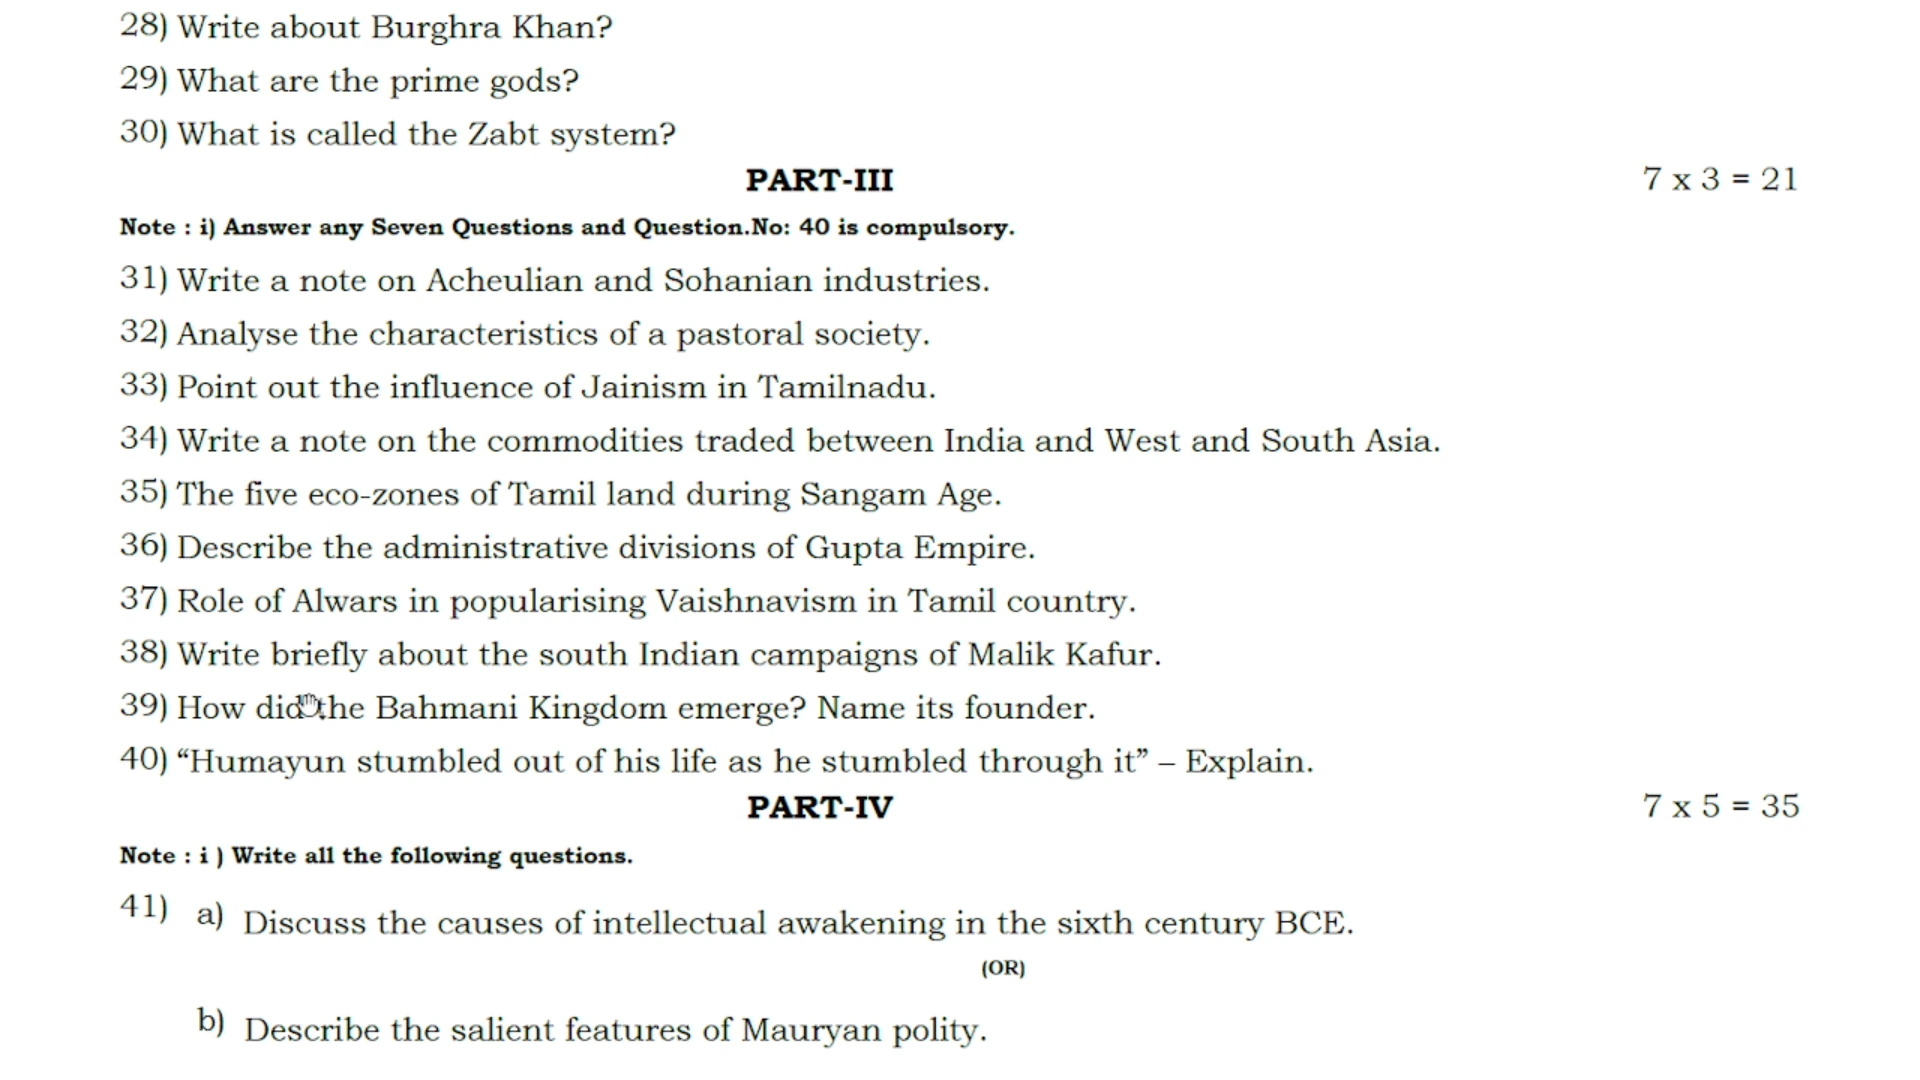 28) Write about Burghra Khan?
29) What are the prime gods?
30) What is called the Zabt system?
PART-III 7 x 3 = 21
Note : i) Answer any Seven Questions and Question.No: 40 is compulsory.
31) Write a note on Acheulian and Sohanian industries.
32) Analyse the characteristics of a pastoral society.
33) Point out the influence of Jainism in Tamilnadu.
34) Write a note on the commodities traded between India and West and South Asia.
35) The five eco-zones of Tamil land during Sangam Age.
36) Describe the administrative divisions of Gupta Empire.
37) Role of Alwars in popularising Vaishnavism in Tamil country.
38) Write briefly about the south Indian campaigns of Malik Kafur.
39) How did the Bahmani Kingdom emerge? Name its founder.
40) “Humayun stumbled out of his life as he stumbled through it” – Explain.
PART-IV 7 x 5 = 35
Note : i ) Write all the following questions.
41) a) Discuss the causes of intellectual awakening in the sixth century BCE.
(OR)
b) Describe the salient features of Mauryan polity.